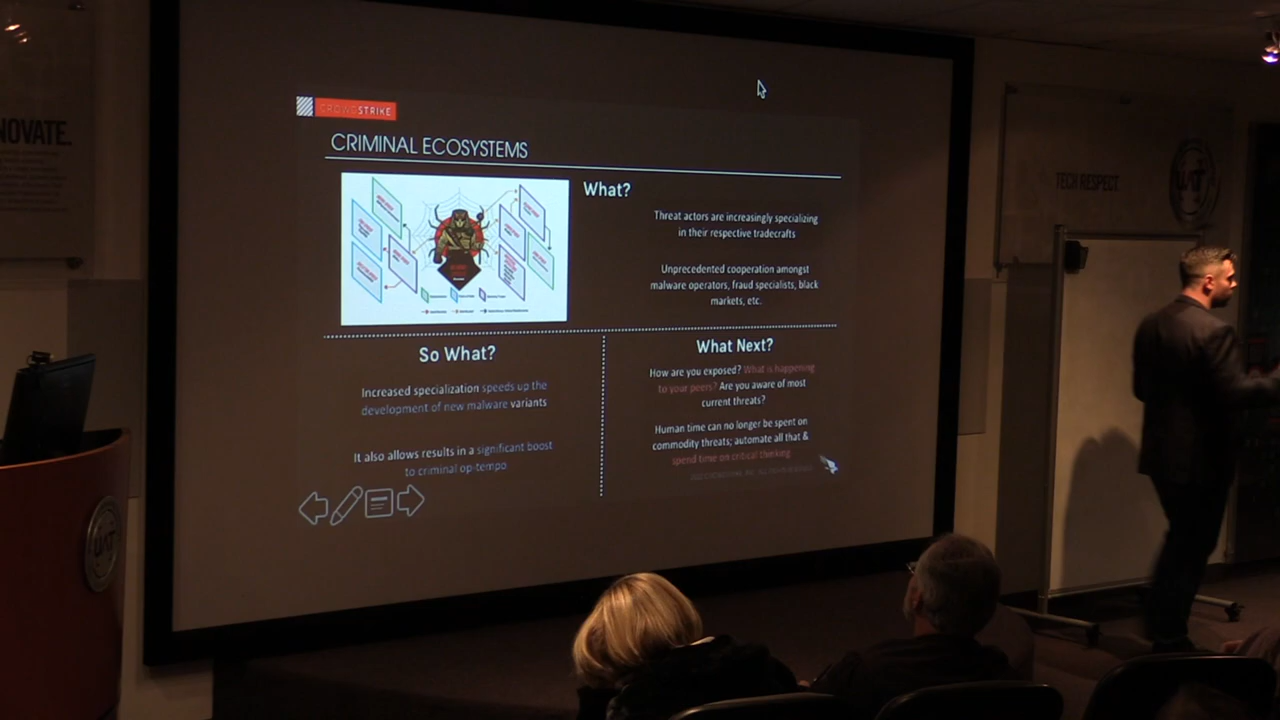 NOVATE.
CROWDSTRIKE
CRIMINAL ECOSYSTEMS
What?
Threat actors are increasingly specializing
in their respective tradecrafts
Unprecedented cooperation amongst
malware operators, fraud specialists, black
markets, etc.
So What?
Increased specialization speeds up the
development of new malware variants
It also allows results in a significant boost
to criminal op-tempo
What Next?
How are you exposed? What is happening
to your peers? Are you aware of most
current threats?
Human time can no longer be spent on
commodity threats; automate all that &
spend time on critical thinking
TECH RESPECT.
UAT
UAT